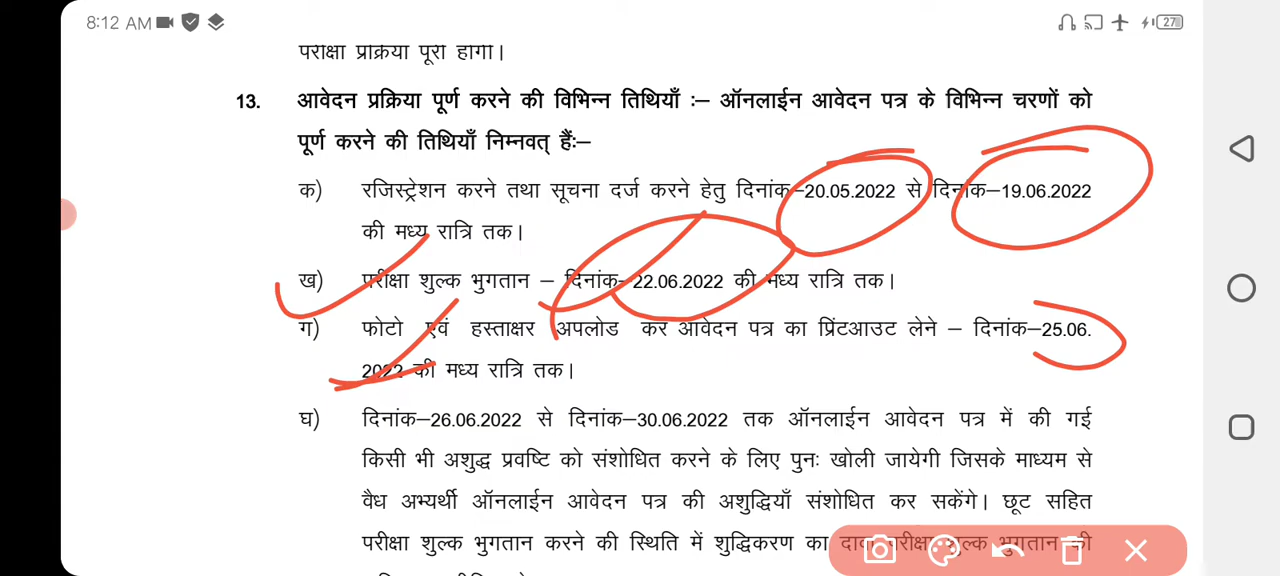 8:12 AM
27
परीक्षा प्रक्रिया पूरी होगी।
13. आवेदन प्रक्रिया पूर्ण करने की विभिन्न तिथियाँ :– ऑनलाईन आवेदन पत्र के विभिन्न चरणों को
पूर्ण करने की तिथियाँ निम्नवत् हैंः–
क) रजिस्ट्रेशन करने तथा सूचना दर्ज करने हेतु दिनांक–20.05.2022 से दिनांक–19.06.2022
की मध्य रात्रि तक।
ख) परीक्षा शुल्क भुगतान – दिनांक–22.06.2022 की मध्य रात्रि तक।
ग) फोटो एवं हस्ताक्षर अपलोड कर आवेदन पत्र का प्रिंटआउट लेने – दिनांक–25.06.
2022 की मध्य रात्रि तक।
घ) दिनांक–26.06.2022 से दिनांक–30.06.2022 तक ऑनलाईन आवेदन पत्र में की गई
किसी भी अशुद्ध प्रवष्टि को संशोधित करने के लिए पुनः खोली जायेगी जिसके माध्यम से
वैध अभ्यर्थी ऑनलाईन आवेदन पत्र की अशुद्धियाँ संशोधित कर सकेंगे। छूट सहित
परीक्षा शुल्क भुगतान करने की स्थिति में शुद्धिकरण का दावा परीक्षा शुल्क भुगतान की